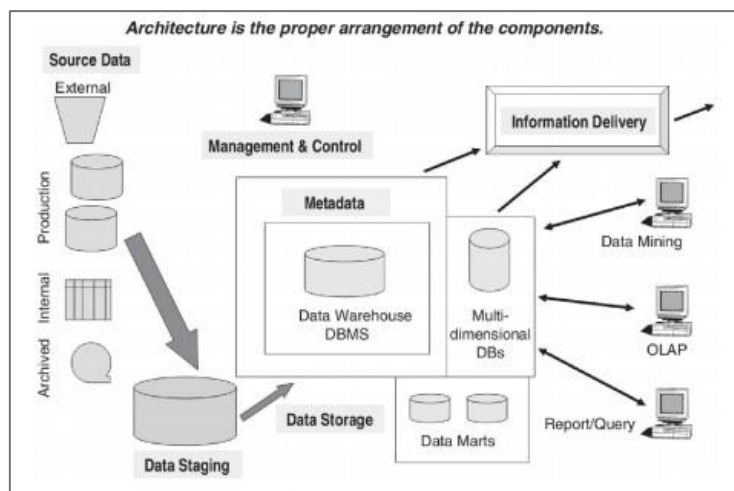 Architecture is the proper arrangement of the components.
Source Data
External
Production
Internal
Archived
Management & Control
Information Delivery
Metadata
Data Warehouse
DBMS
Multi-
dimensional
DBs
Data Mining
OLAP
Report/Query
Data Storage
Data Marts
Data Staging